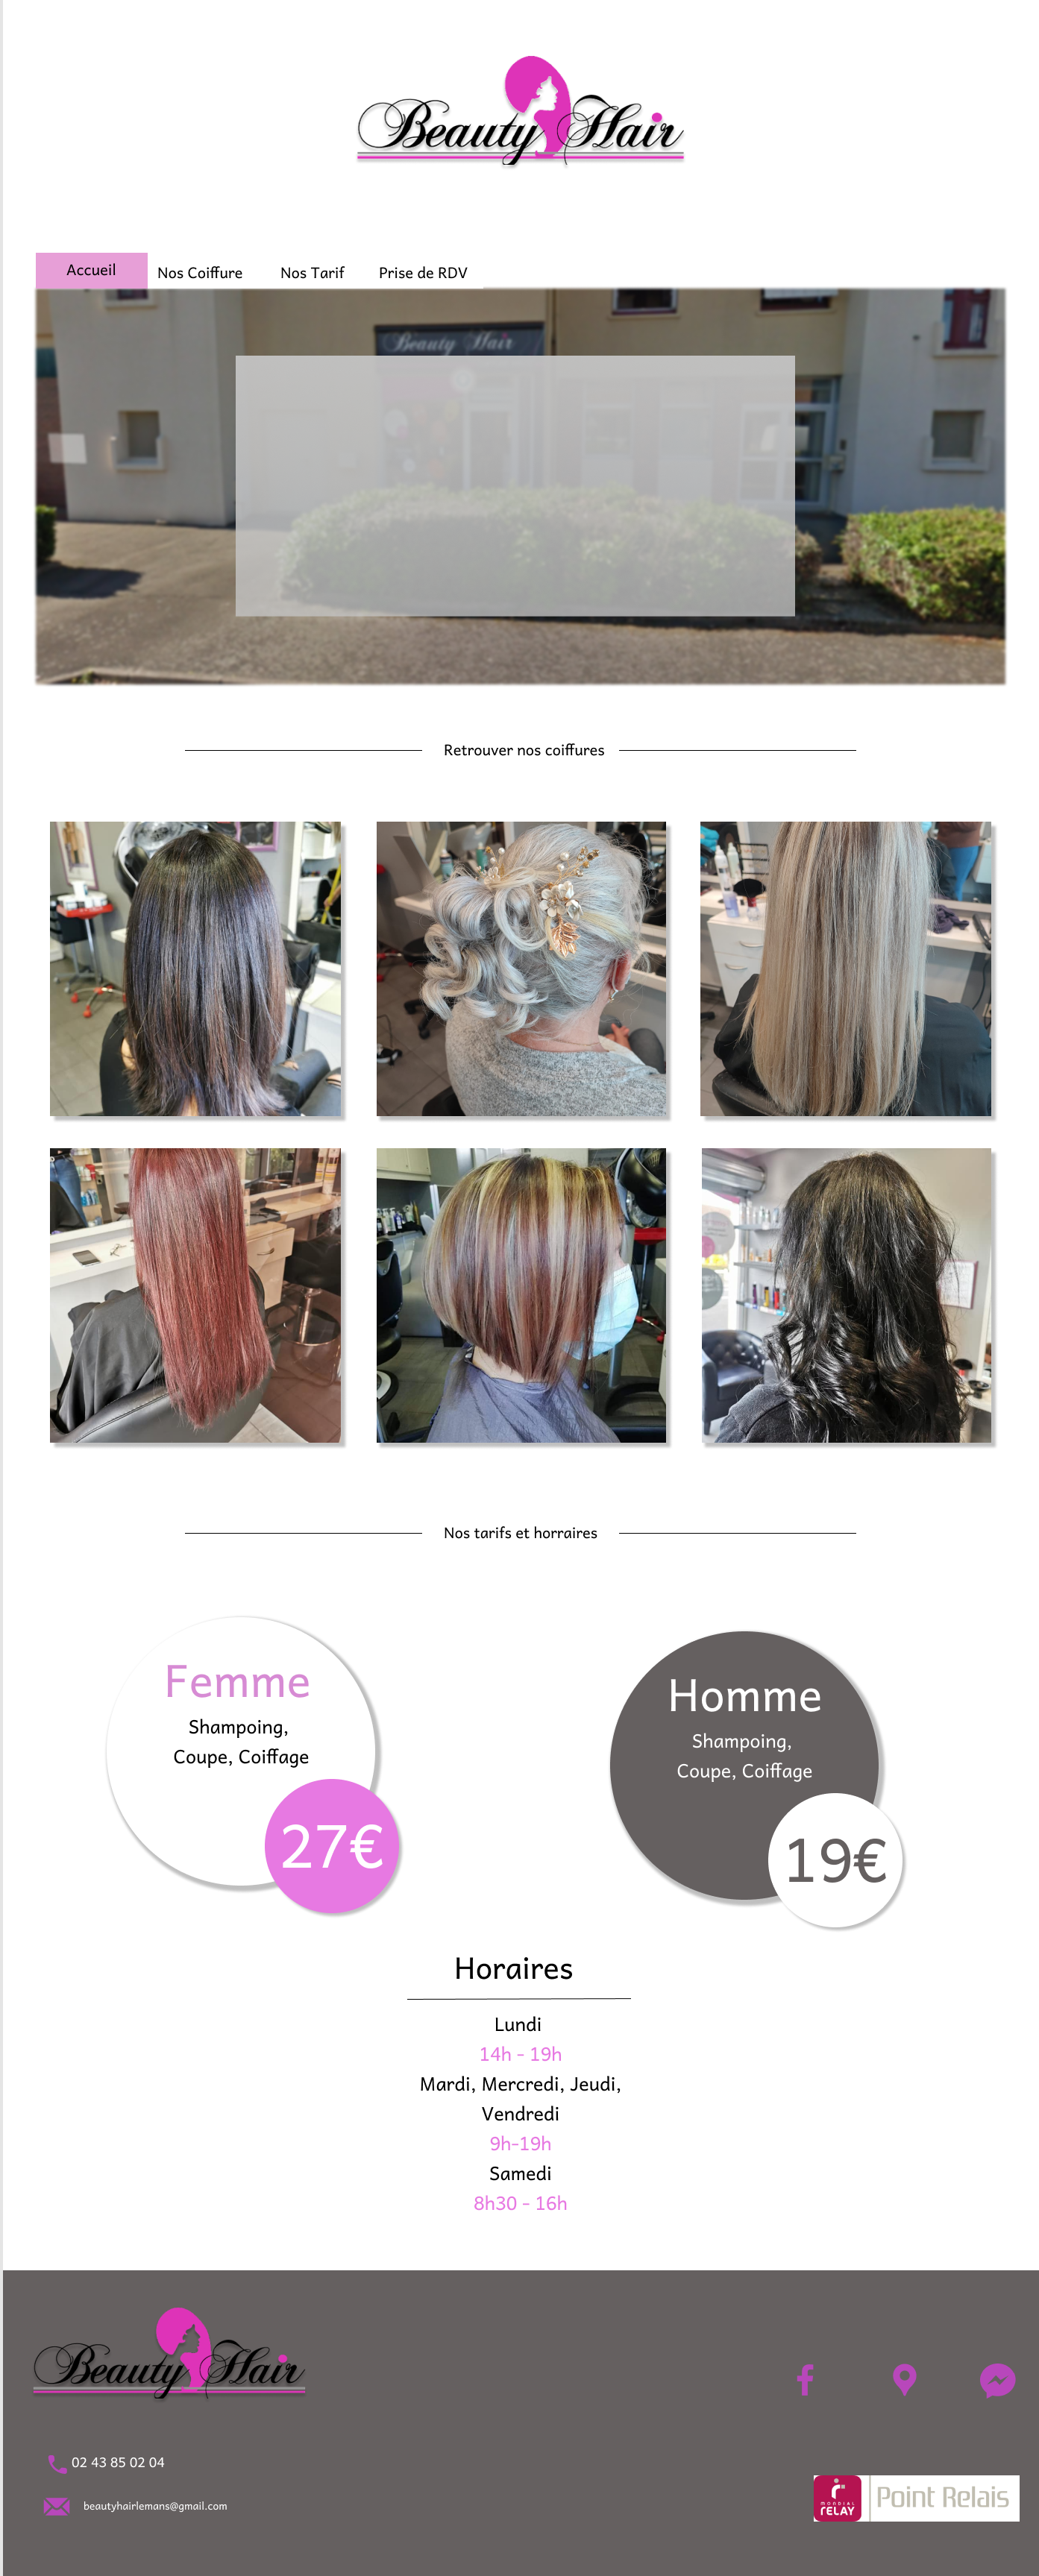 Beauty Hair
Accueil
Nos Coiffure
Nos Tarif
Prise de RDV
Beauty Hair
Retrouver nos coiffures
Nos tarifs et horraires
Femme
Shampoing,
Coupe, Coiffage
27€
Homme
Shampoing,
Coupe, Coiffage
19€
Horaires
Lundi
14h - 19h
Mardi, Mercredi, Jeudi,
Vendredi
9h-19h
Samedi
8h30 - 16h
Beauty Hair
02 43 85 02 04
beautyhairlemans@gmail.com
MONDIAL
RELAY
Point Relais